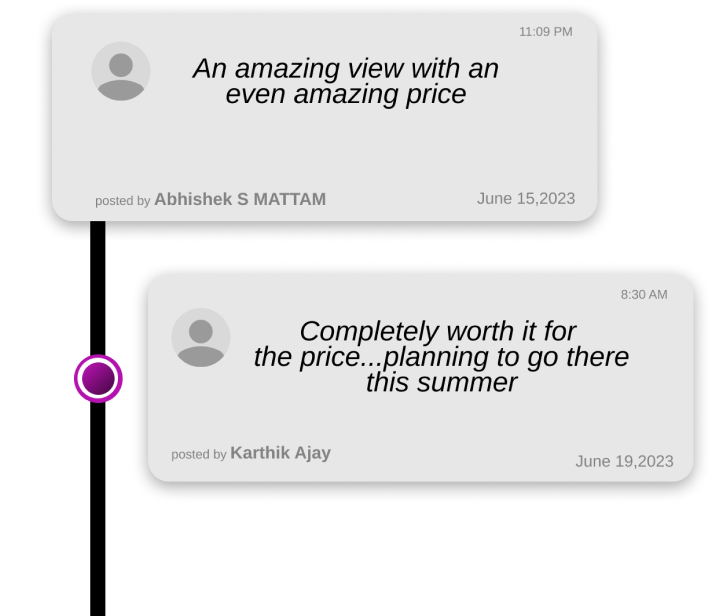 11:09 PM
An amazing view with an
even amazing price
posted by Abhishek S MATTAM
June 15,2023
8:30 AM
Completely worth it for
the price...planning to go there
this summer
posted by Karthik Ajay
June 19,2023